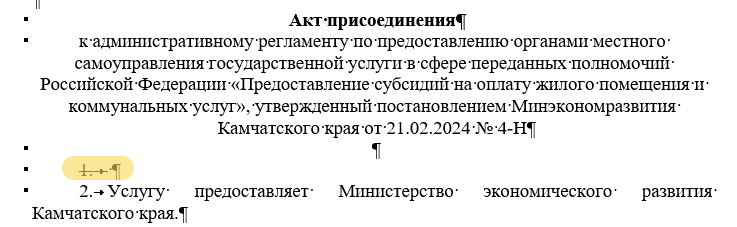 Акт присоединения
к административному регламенту по предоставлению органами местного
самоуправления государственной услуги в сфере переданных полномочий
Российской Федерации «Предоставление субсидий на оплату жилого помещения и
коммунальных услуг», утвержденный постановлением Минэкономразвития
Камчатского края от 21.02.2024 № 4-Н
1.
2. Услугу предоставляет Министерство экономического развития
Камчатского края.